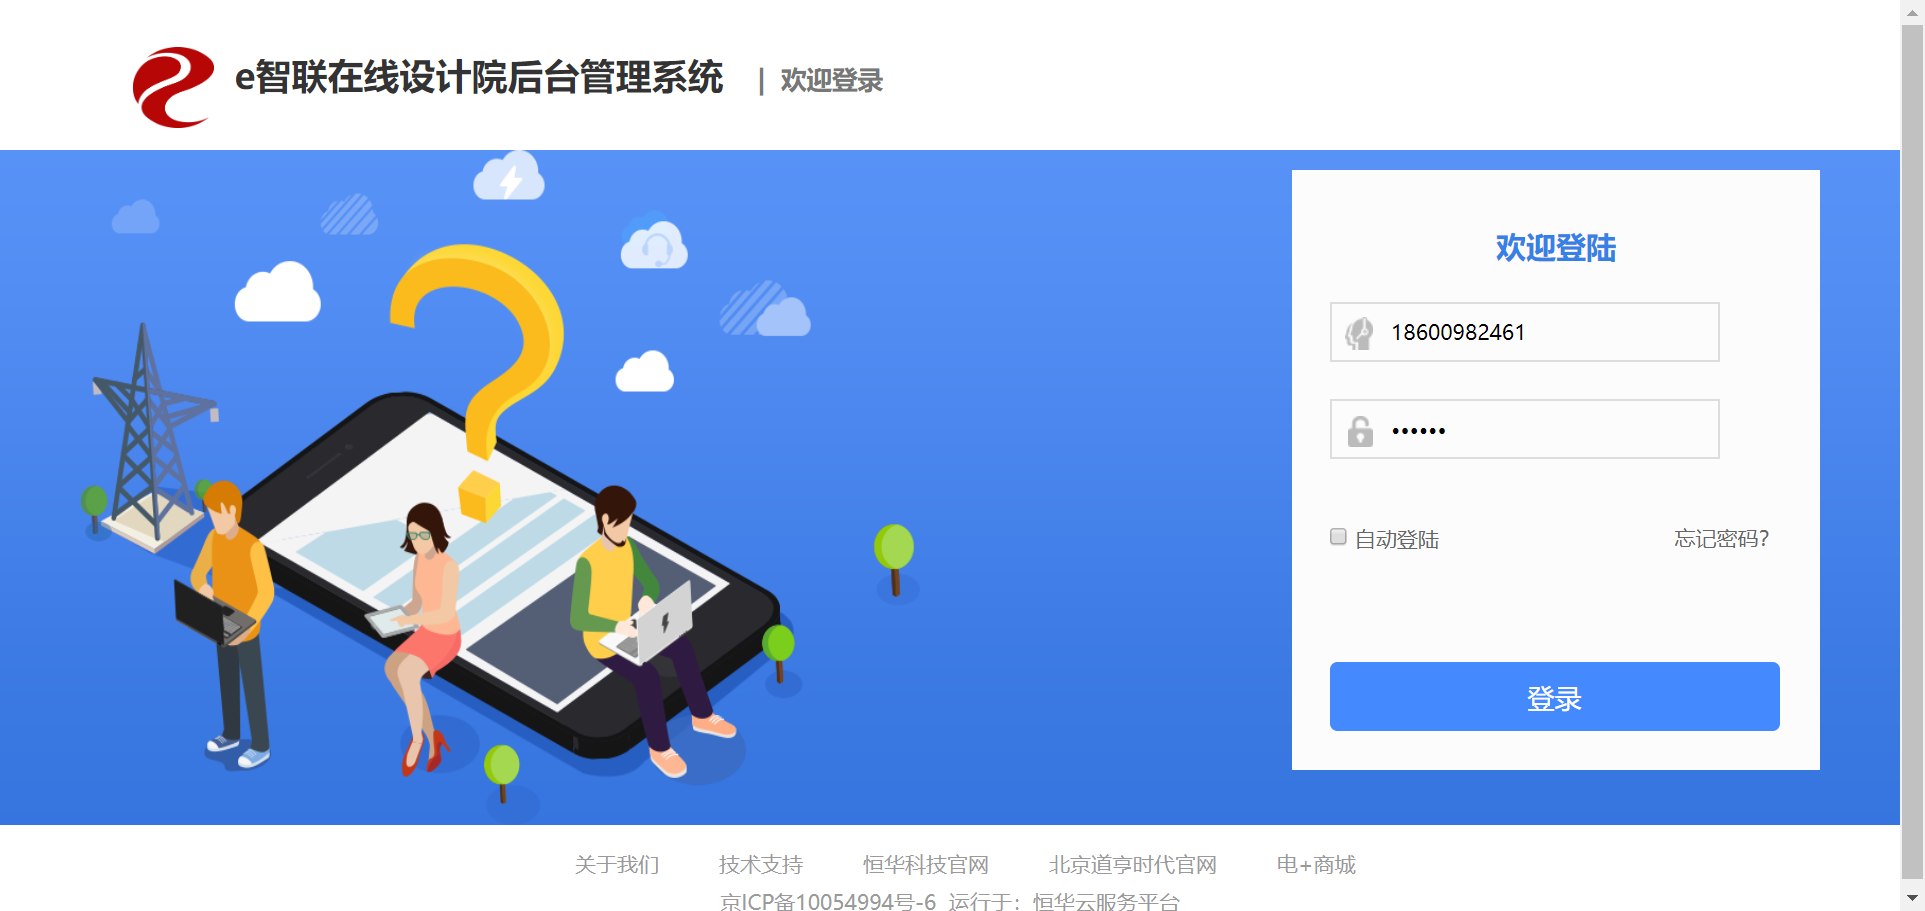 e智联在线设计院后台管理系统 | 欢迎登录
欢迎登陆
18600982461
••••••
自动登陆 忘记密码?
登录
关于我们 技术支持 恒华科技官网 北京道亨时代官网 电+商城
京ICP备10054994号-6 运行于：恒华云服务平台